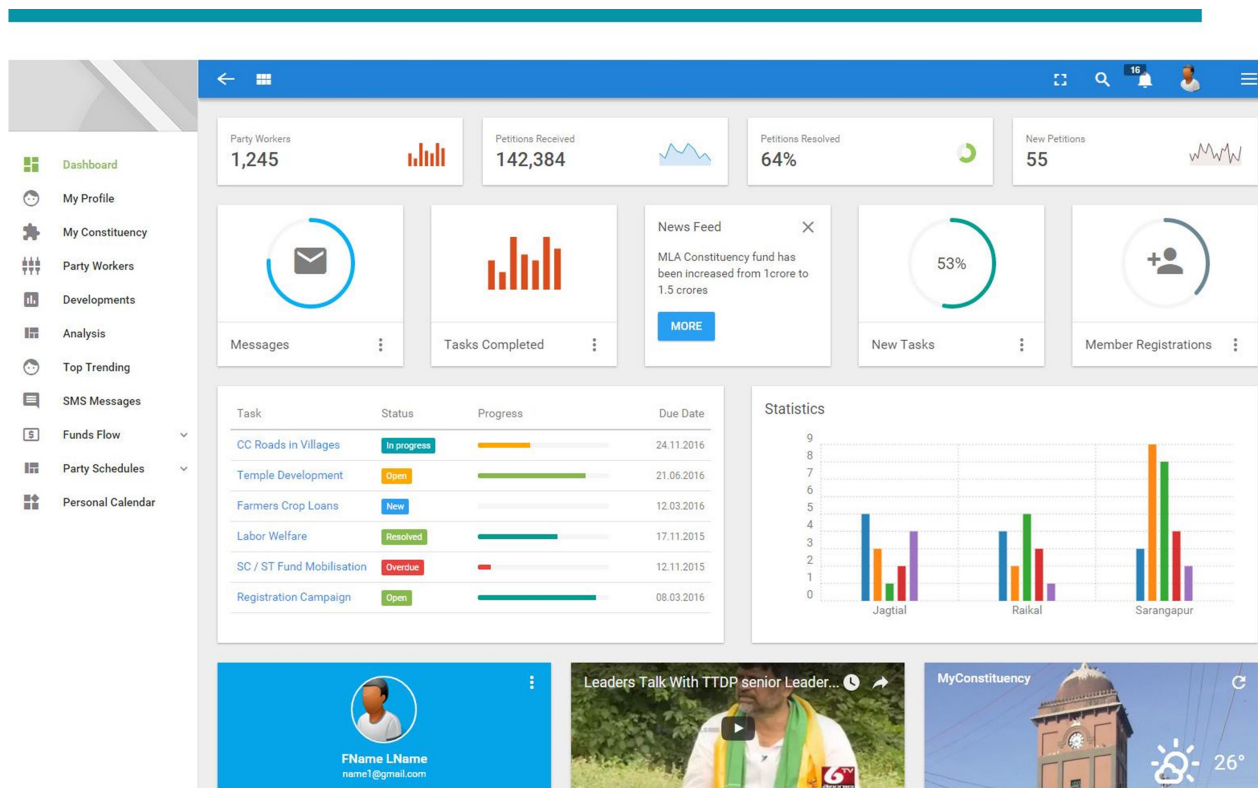 16
Party Workers
1,245
Petitions Received
142,384
Petitions Resolved
64%
New Petitions
55
Dashboard
My Profile
My Constituency
Party Workers
Developments
Analysis
Top Trending
SMS Messages
Funds Flow
Party Schedules
Personal Calendar
Messages
Tasks Completed
News Feed
MLA Constituency fund has
been increased from 1crore to
1.5 crores
MORE
53%
New Tasks
Member Registrations
Task Status Progress Due Date
CC Roads in Villages In progress 24.11.2016
Temple Development Open 21.06.2016
Farmers Crop Loans New 12.03.2016
Labor Welfare Resolved 17.11.2015
SC / ST Fund Mobilisation Overdue 12.11.2015
Registration Campaign Open 08.03.2016
Statistics
9
8
7
6
5
4
3
2
1
0
Jagtial Raikal Sarangapur
FName LName
name1@gmail.com
Leaders Talk With TTDP senior Leader...
6 TV
MyConstituency
26°